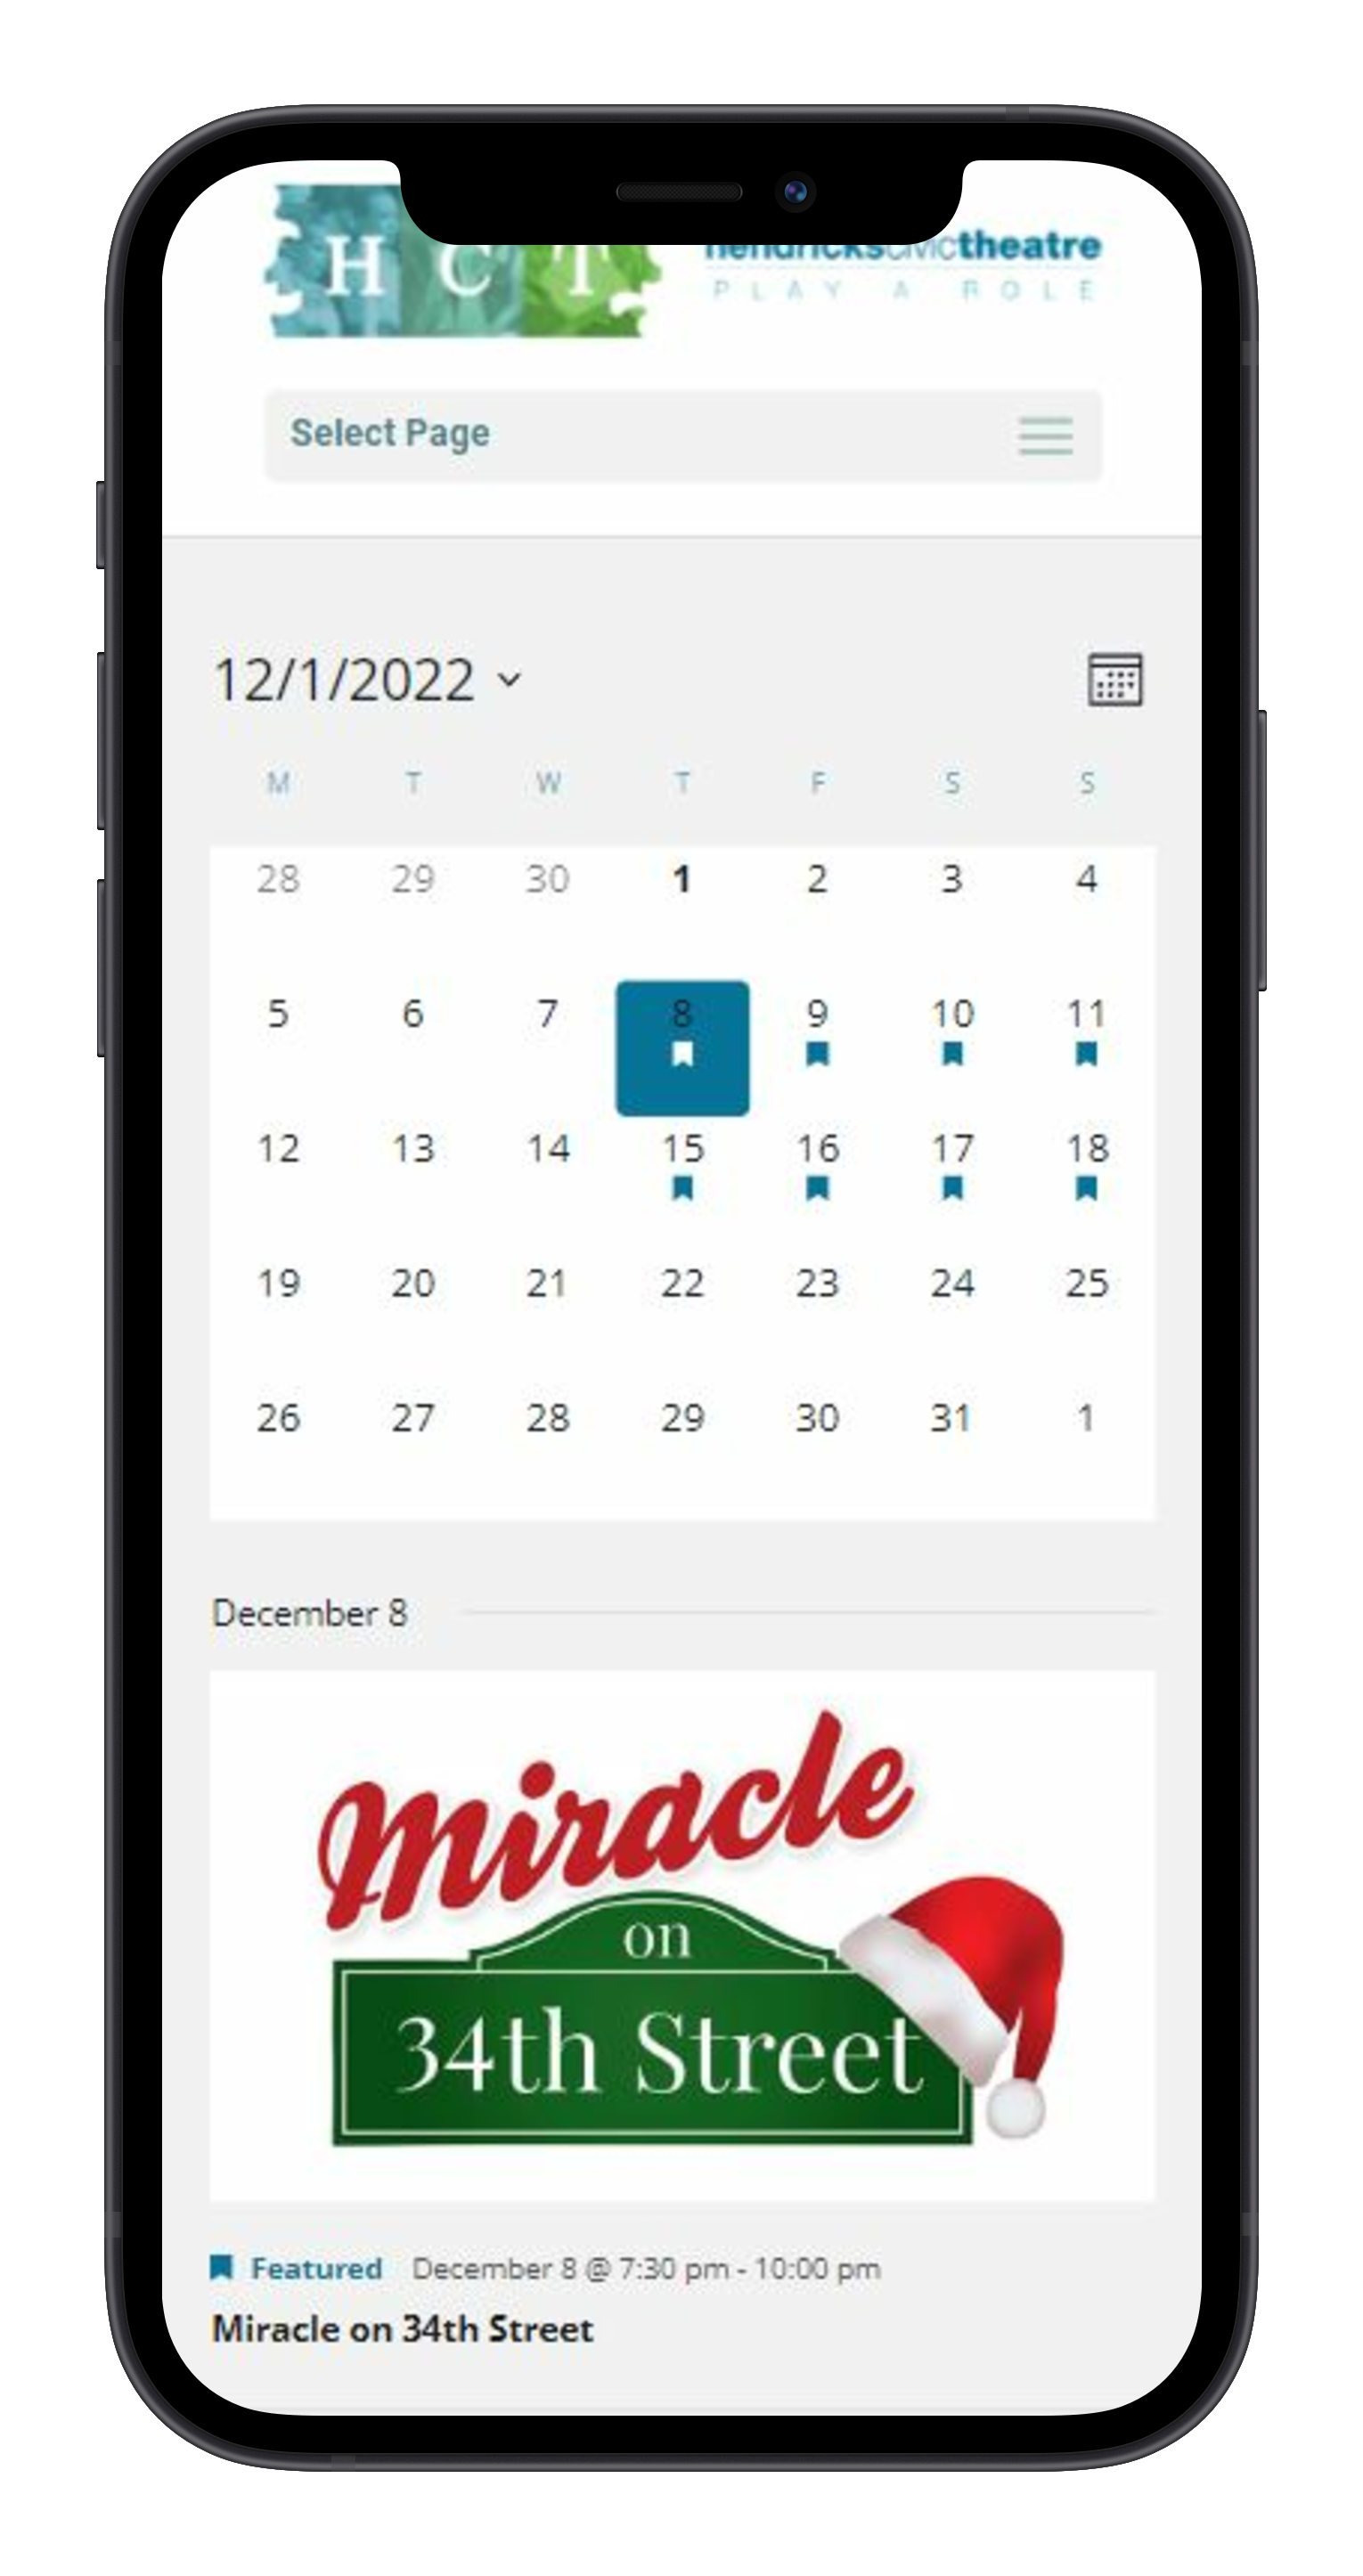 H C T
hendrickscivictheatre
PLAY A ROLE
Select Page
12/1/2022
M T W T F S S
28 29 30 1 2 3 4
5 6 7 8 9 10 11
12 13 14 15 16 17 18
19 20 21 22 23 24 25
26 27 28 29 30 31 1
December 8
Miracle
on
34th Street
Featured December 8 @ 7:30 pm - 10:00 pm
Miracle on 34th Street